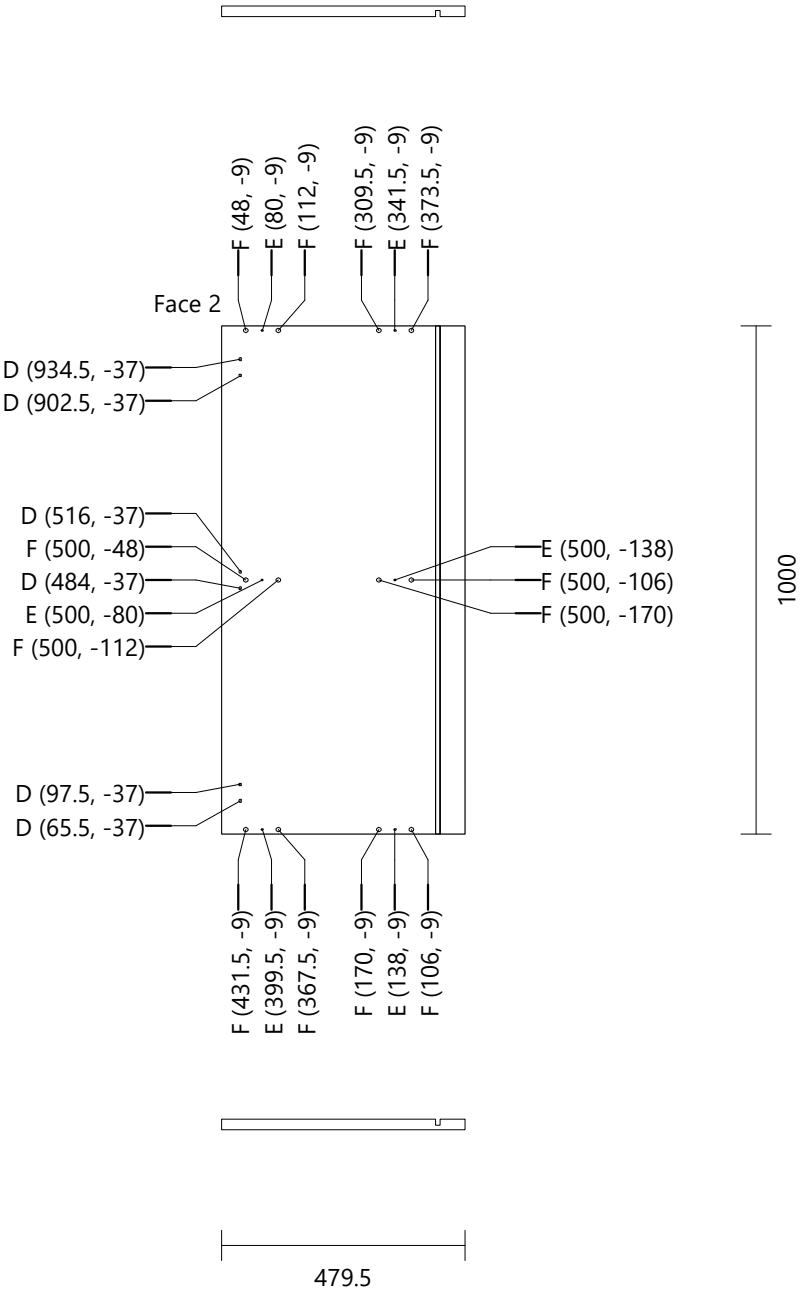 F (48, -9)
E (80, -9)
F (112, -9)
F (309.5, -9)
E (341.5, -9)
F (373.5, -9)
Face 2
D (934.5, -37)
D (902.5, -37)
D (516, -37)
F (500, -48)
D (484, -37)
E (500, -80)
F (500, -112)
E (500, -138)
F (500, -106)
F (500, -170)
1000
D (97.5, -37)
D (65.5, -37)
F (431.5, -9)
E (399.5, -9)
F (367.5, -9)
F (170, -9)
E (138, -9)
F (106, -9)
479.5